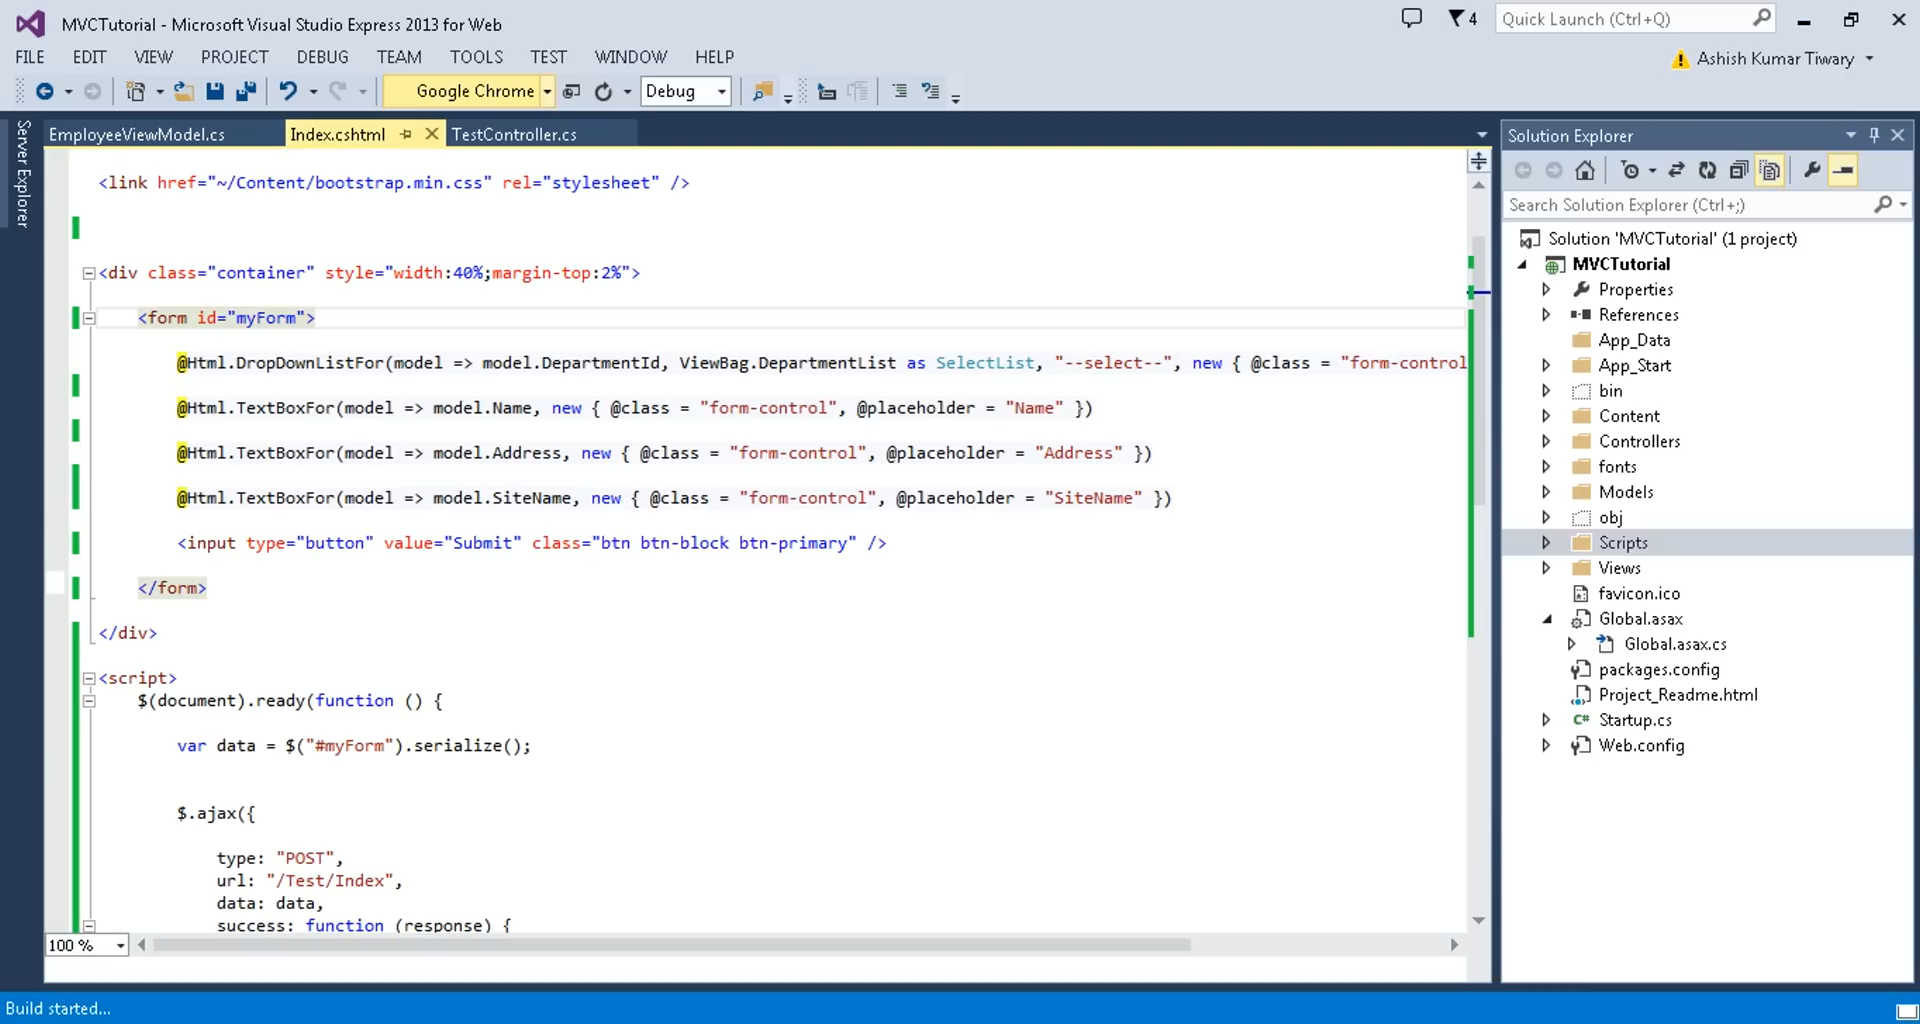 MVCTutorial - Microsoft Visual Studio Express 2013 for Web
4
Quick Launch (Ctrl+Q)
FILE EDIT VIEW PROJECT DEBUG TEAM TOOLS TEST WINDOW HELP
Ashish Kumar Tiwary
Google Chrome
Debug
Server Explorer
EmployeeViewModel.cs
Index.cshtml
TestController.cs
<link href="~/Content/bootstrap.min.css" rel="stylesheet" />
<div class="container" style="width:40%;margin-top:2%">
<form id="myForm">
@Html.DropDownListFor(model => model.DepartmentId, ViewBag.DepartmentList as SelectList, "--select--", new { @class = "form-control
@Html.TextBoxFor(model => model.Name, new { @class = "form-control", @placeholder = "Name" })
@Html.TextBoxFor(model => model.Address, new { @class = "form-control", @placeholder = "Address" })
@Html.TextBoxFor(model => model.SiteName, new { @class = "form-control", @placeholder = "SiteName" })
<input type="button" value="Submit" class="btn btn-block btn-primary" />
</form>
</div>
<script>
$(document).ready(function () {
var data = $("#myForm").serialize();
$.ajax({
type: "POST",
url: "/Test/Index",
data: data,
success: function (response) {
100 %
Solution Explorer
Search Solution Explorer (Ctrl+;)
Solution 'MVCTutorial' (1 project)
MVCTutorial
Properties
References
App_Data
App_Start
bin
Content
Controllers
fonts
Models
obj
Scripts
Views
favicon.ico
Global.asax
Global.asax.cs
packages.config
Project_Readme.html
C# Startup.cs
Web.config
Build started...